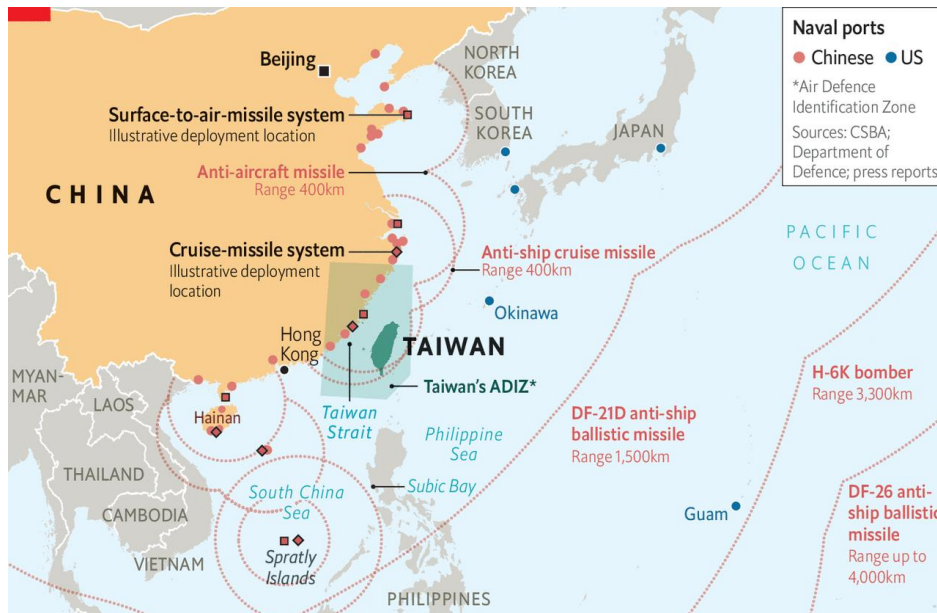 Beijing
Surface-to-air-missile system
Illustrative deployment location
Anti-aircraft missile
Range 400km
CHINA
Cruise-missile system
Illustrative deployment
location
Hong
Kong
MYAN-
MAR
LAOS
Hainan
THAILAND
CAMBODIA
VIETNAM
NORTH
KOREA
SOUTH
KOREA
JAPAN
Naval ports
Chinese
US
*Air Defence
Identification Zone
Sources: CSBA;
Department of
Defence; press reports
PACIFIC
OCEAN
Anti-ship cruise missile
Range 400km
Okinawa
TAIWAN
Taiwan's ADIZ*
Taiwan
Strait
Philippine
Sea
Subic Bay
South China
Sea
Spratly
Islands
PHILIPPINES
DF-21D anti-ship
ballistic missile
Range 1,500km
H-6K bomber
Range 3,300km
Guam
DF-26 anti-
ship ballistic
missile
Range up to
4,000km